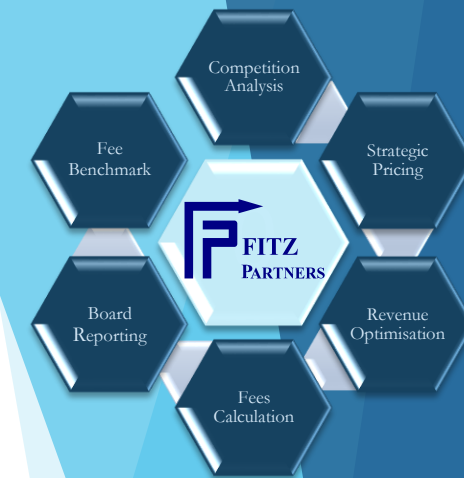 Competition
Analysis
Fee
Benchmark
Strategic
Pricing
FITZ
PARTNERS
Board
Reporting
Revenue
Optimisation
Fees
Calculation